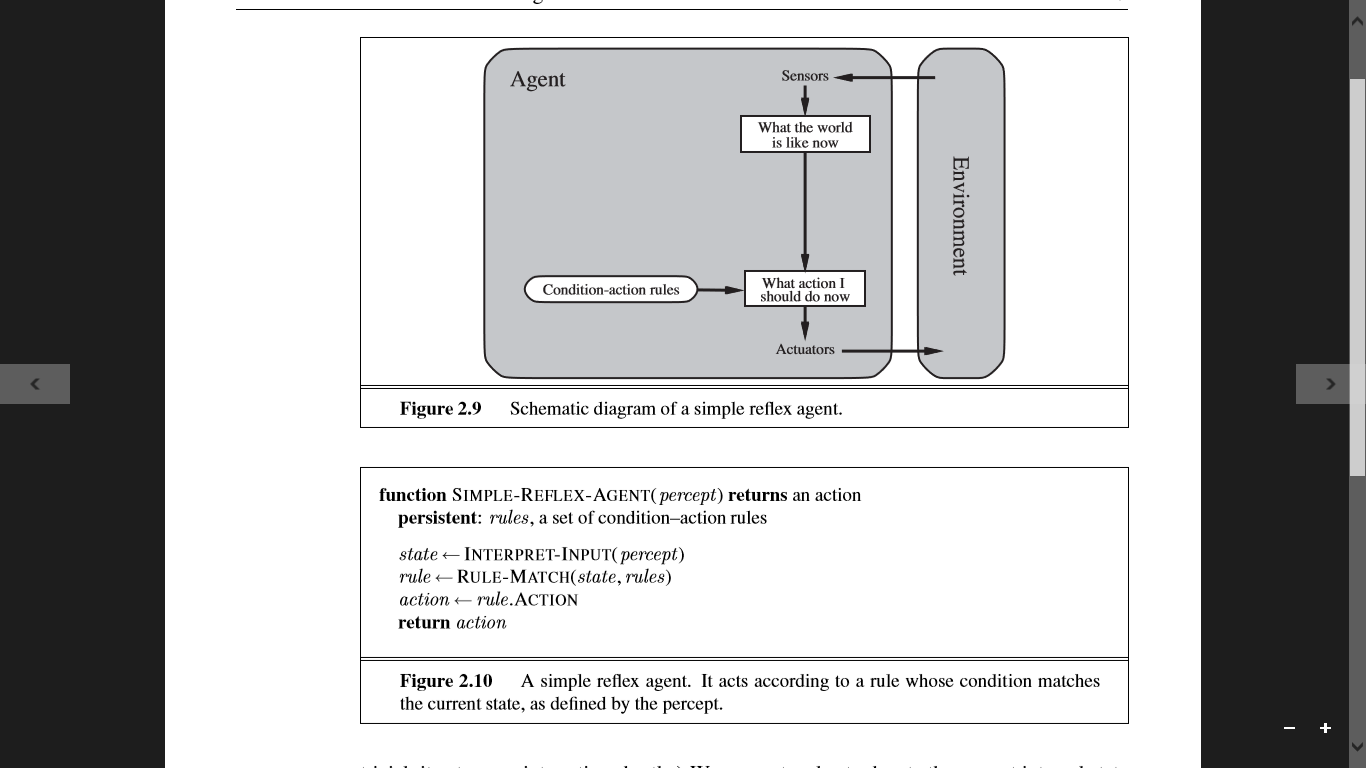 Agent
Sensors
What the world
is like now
Environment
Condition-action rules
What action I
should do now
Actuators
Figure 2.9 Schematic diagram of a simple reflex agent.
function SIMPLE-REFLEX-AGENT(percept) returns an action
persistent: rules, a set of condition–action rules
state ← INTERPRET-INPUT(percept)
rule ← RULE-MATCH(state, rules)
action ← rule.ACTION
return action
Figure 2.10 A simple reflex agent. It acts according to a rule whose condition matches
the current state, as defined by the percept.